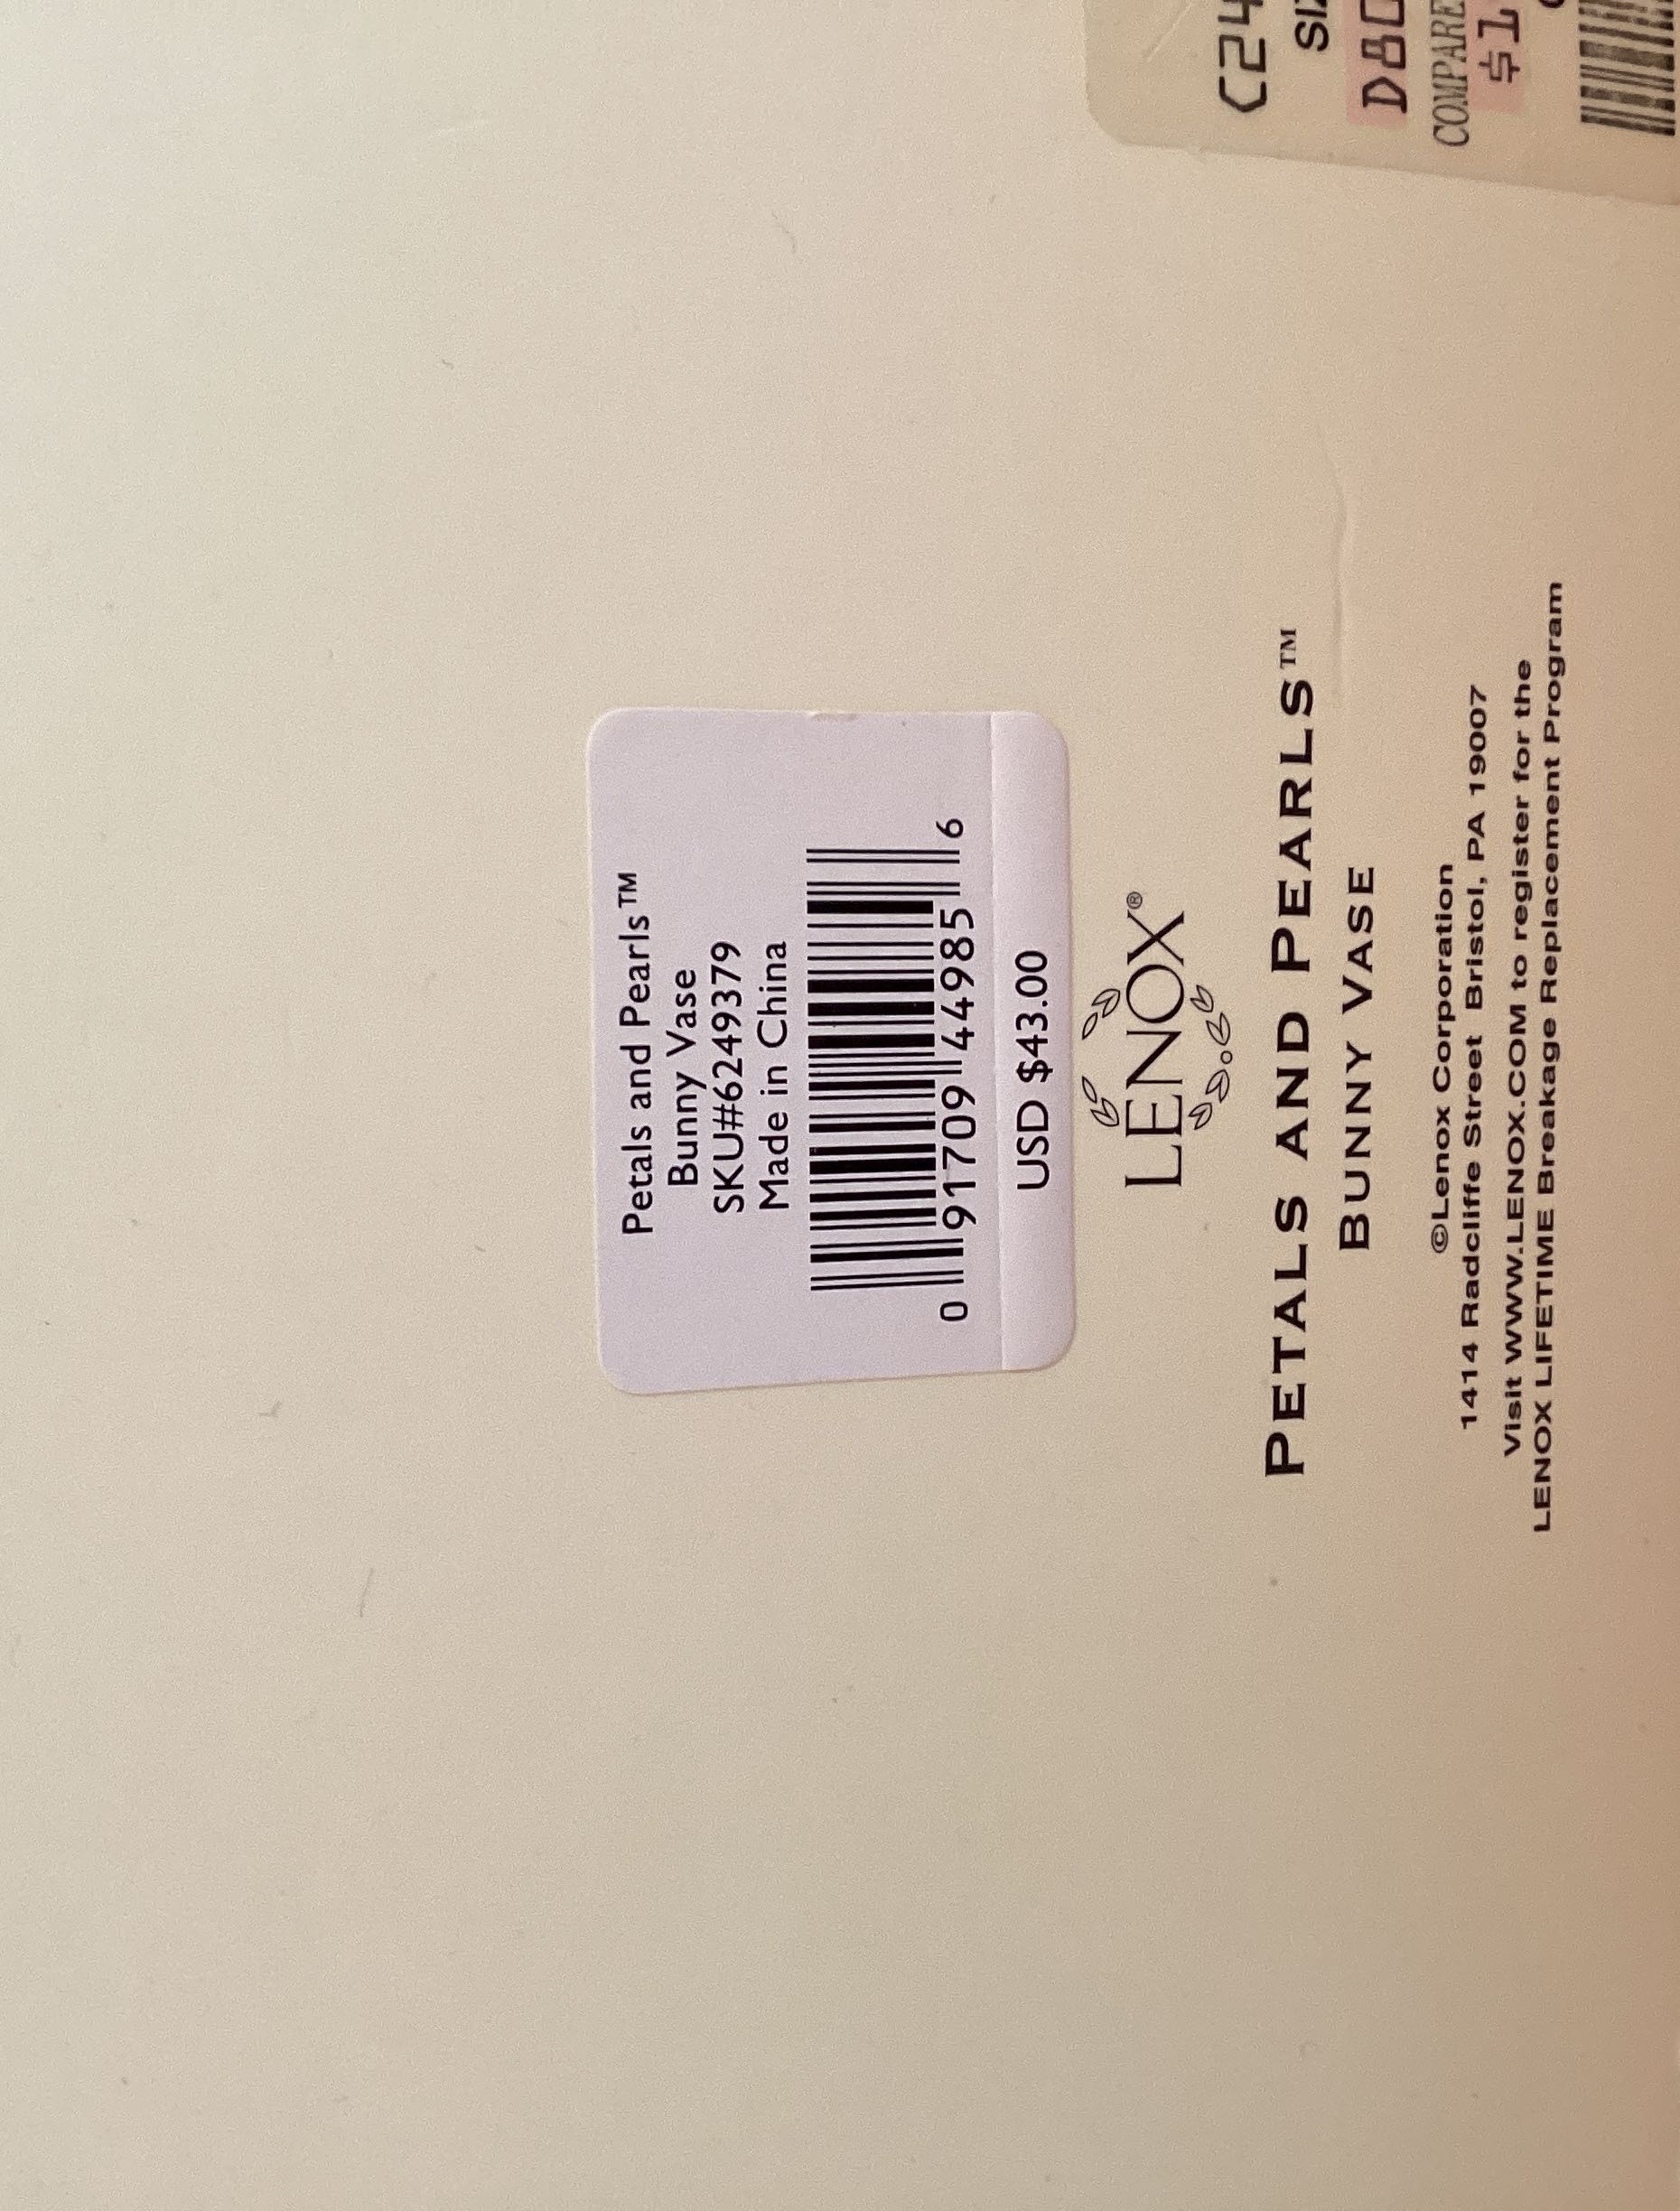 Petals and Pearls™
Bunny Vase
SKU#6249379
Made in China
0 91709 44985 6
USD $43.00
LENOX®
PETALS AND PEARLS™
BUNNY VASE
©Lenox Corporation
1414 Radcliffe Street Bristol, PA 19007
Visit WWW.LENOX.COM to register for the
LENOX LIFETIME Breakage Replacement Program
COMPARE